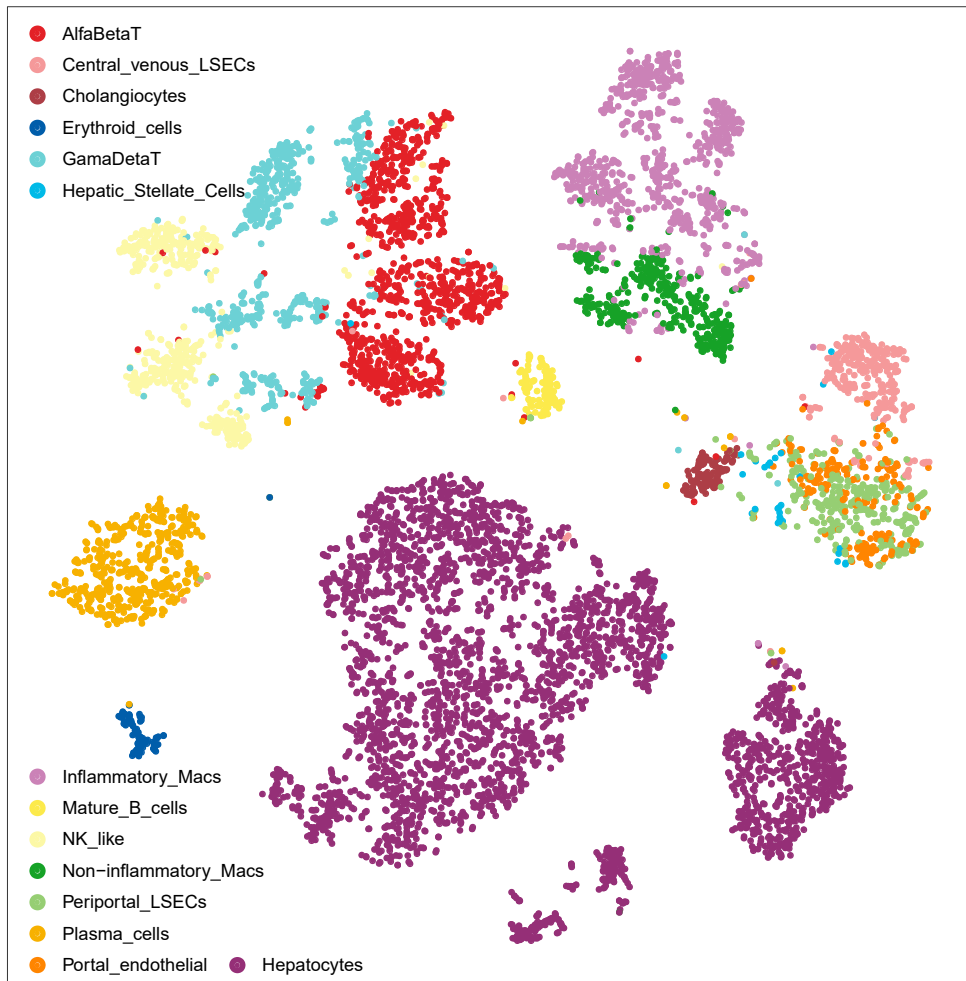 AlfaBetaT
Central_venous_LSECs
Cholangiocytes
Erythroid_cells
GamaDetaT
Hepatic_Stellate_Cells
Inflammatory_Macs
Mature_B_cells
NK_like
Non−inflammatory_Macs
Periportal_LSECs
Plasma_cells
Portal_endothelial Hepatocytes